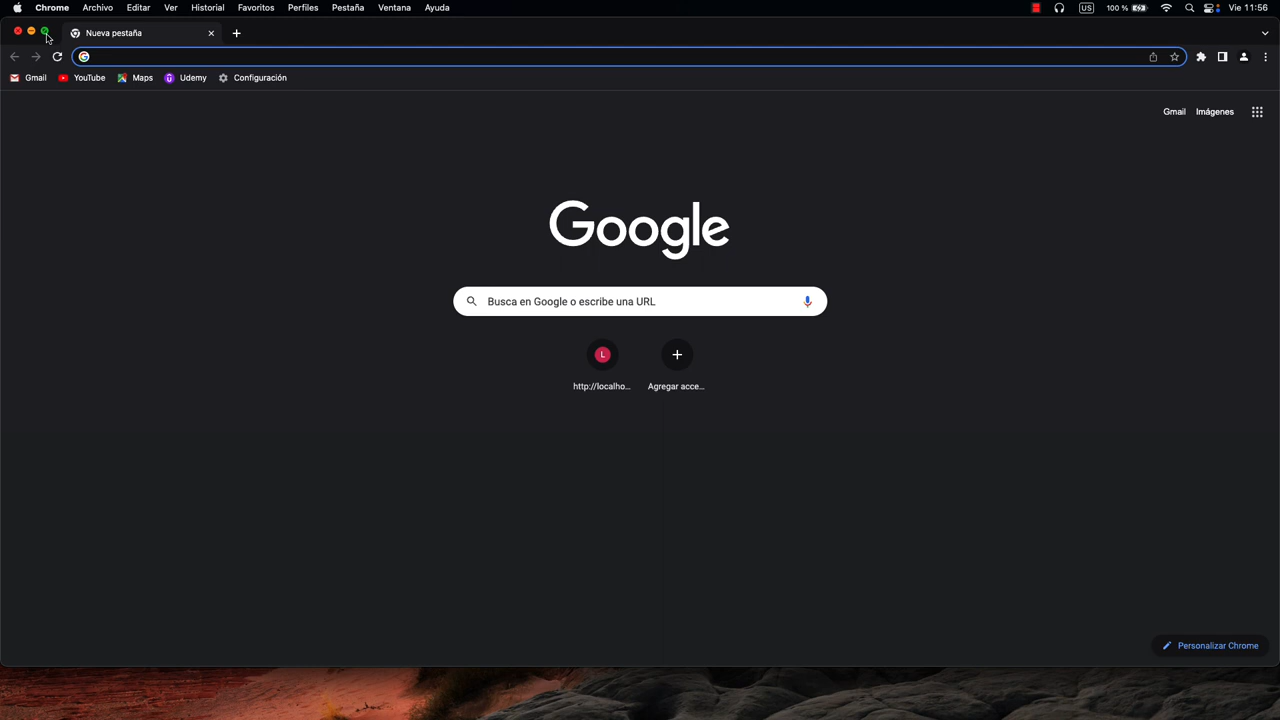 Chrome Archivo Editar Ver Historial Favoritos Perfiles Pestaña Ventana Ayuda US 100 % Vie 11:56
Nueva pestaña
Gmail YouTube Maps Udemy Configuración
Gmail Imágenes
Google
Busca en Google o escribe una URL
L
http://localho... Agregar acce...
Personalizar Chrome